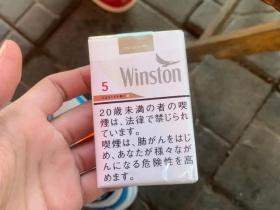 Winston
5
20歳未満の者の喫
煙は、法律で禁じられ
ています。
喫煙は、肺がんをはじ
め、あなたが様々ながん
になる危険性を高
めます。